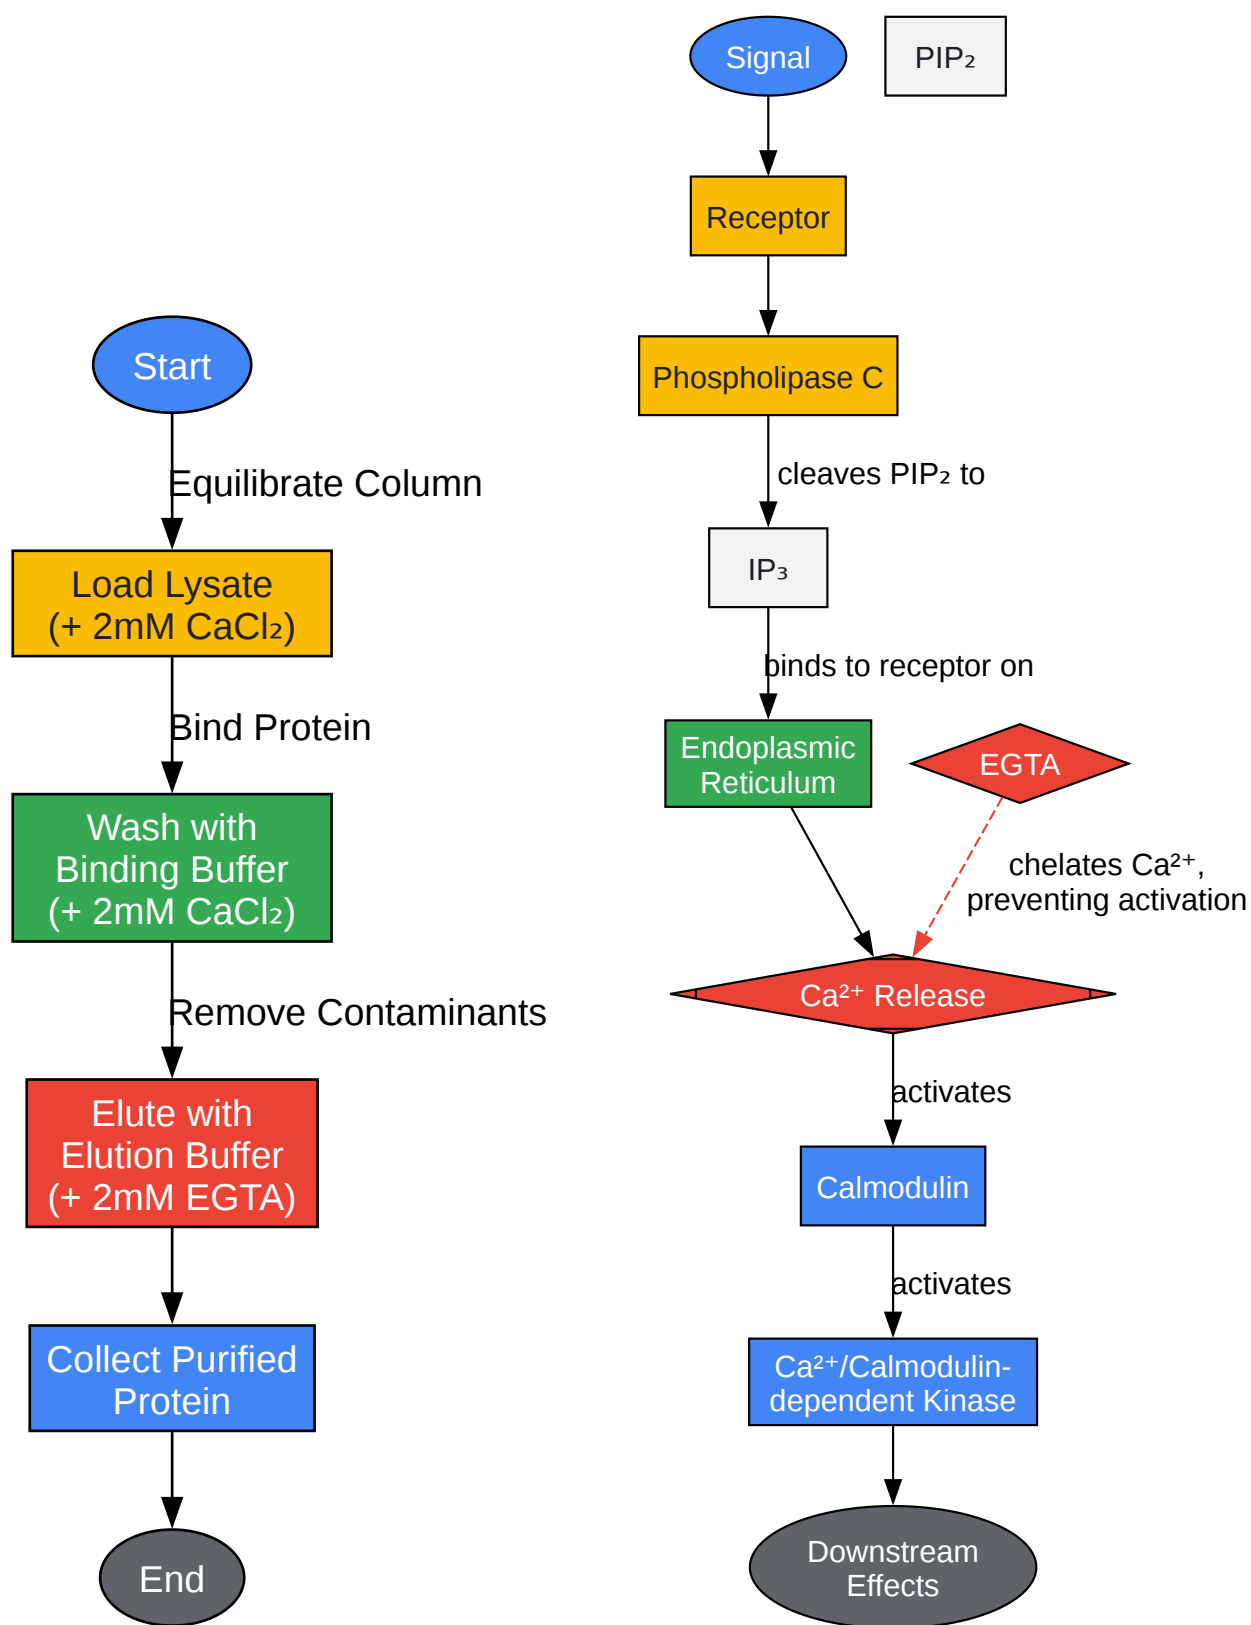 Start
Equilibrate Column
Load Lysate
(+ 2mM CaCl₂)
Bind Protein
Wash with
Binding Buffer
(+ 2mM CaCl₂)
Remove Contaminants
Elute with
Elution Buffer
(+ 2mM EGTA)
Collect Purified
Protein
End
Signal
PIP₂
Receptor
Phospholipase C
cleaves PIP₂ to
IP₃
binds to receptor on
Endoplasmic
Reticulum
EGTA
chelates Ca²⁺,
preventing activation
Ca²⁺ Release
activates
Calmodulin
activates
Ca²⁺/Calmodulin-
dependent Kinase
Downstream
Effects